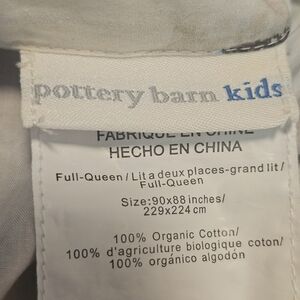 pottery barn kids
FABRIQUE EN CHINE
HECHO EN CHINA
Full-Queen/Lit a deux places-grand lit/
Full-Queen
Size:90x88 inches/
229x224cm
100% Organic Cotton/
100% d'agriculture biologique coton/
100% orgánico algodón